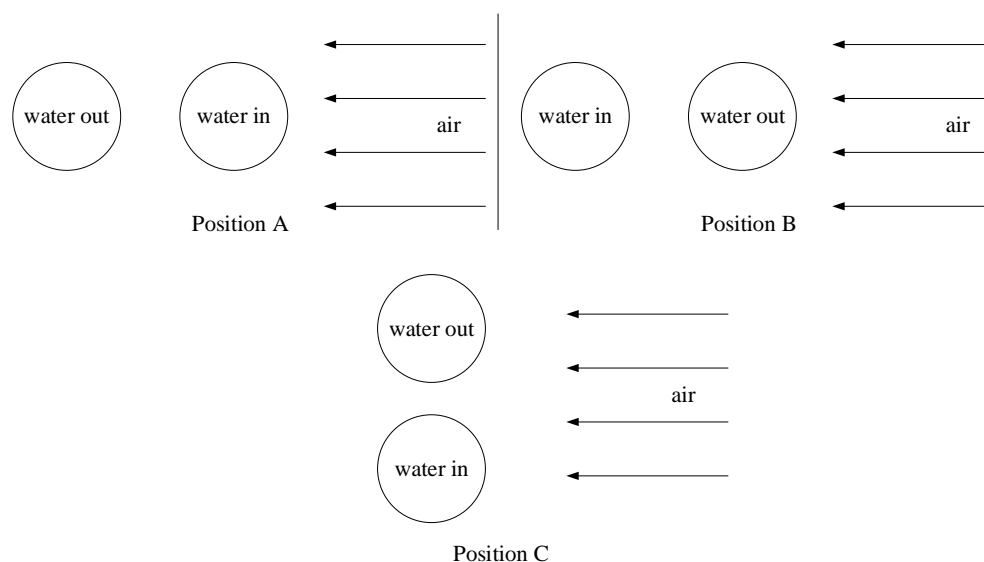 water out
water in
air
Position A
water in
water out
air
Position B
water out
water in
air
Position C